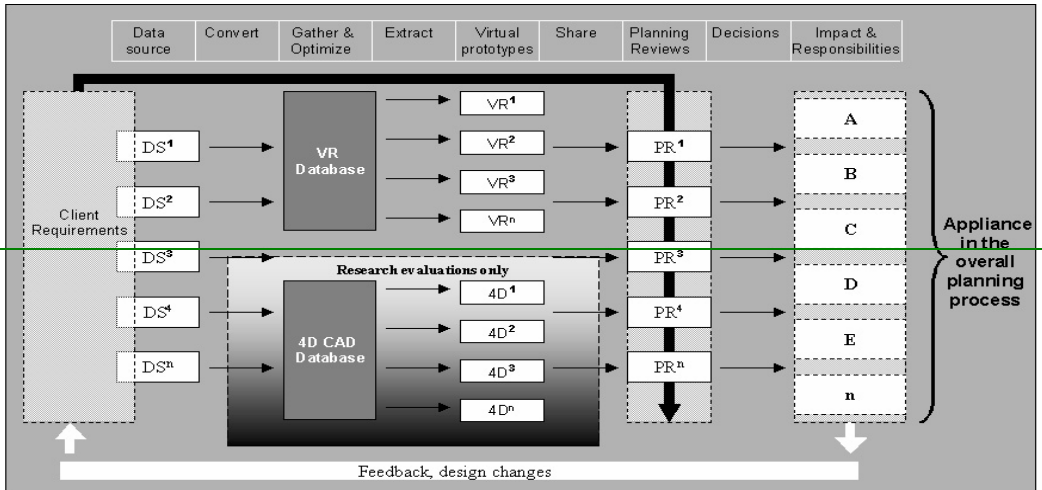 Data source
Convert
Gather & Optimize
Extract
Virtual prototypes
Share
Planning Reviews
Decisions
Impact & Responsibilities
Client Requirements
DS¹
DS²
DS³
DS⁴
DSⁿ
VR Database
VR¹
VR²
VR³
VRⁿ
Research evaluations only
4D CAD Database
4D¹
4D²
4D³
4Dⁿ
PR¹
PR²
PR³
PR⁴
PRⁿ
A
B
C
D
E
n
Appliance
in the
overall
planning
process
Feedback, design changes